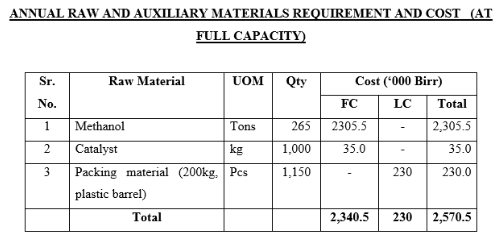 ANNUAL RAW AND AUXILIARY MATERIALS REQUIREMENT AND COST (AT
FULL CAPACITY)
Sr. Raw Material UOM Qty Cost ('000 Birr)
No. FC LC Total
1 Methanol Tons 265 2305.5 - 2,305.5
2 Catalyst kg 1,000 35.0 - 35.0
3 Packing material (200kg, Pcs 1,150 - 230 230.0
plastic barrel)
Total 2,340.5 230 2,570.5